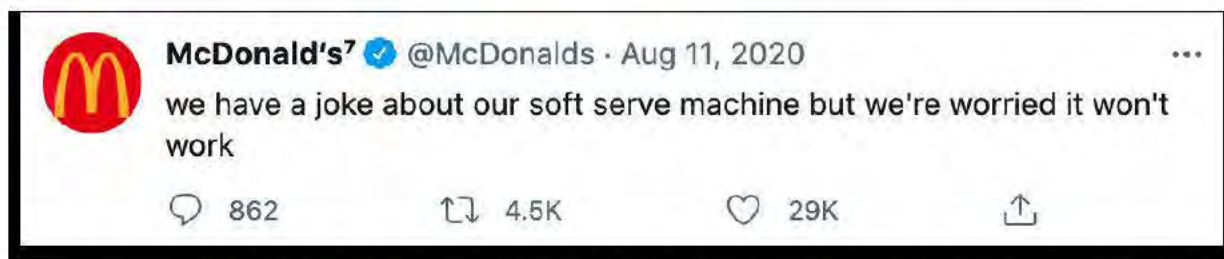 McDonald's⁷ @McDonalds · Aug 11, 2020
we have a joke about our soft serve machine but we're worried it won't
work
862 4.5K 29K